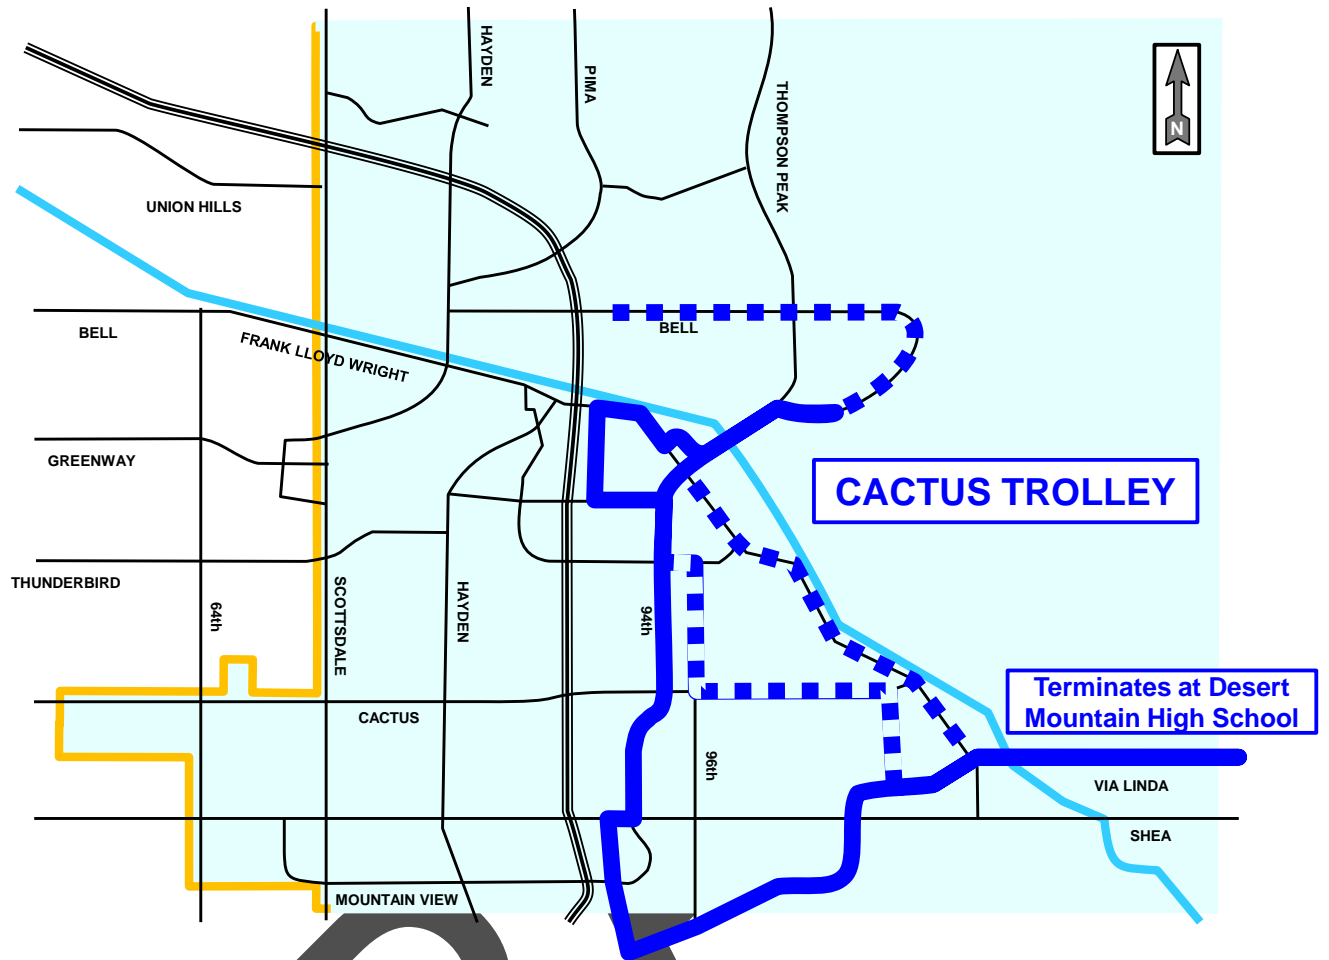 HAYDEN
PIMA
THOMPSON PEAK
N
UNION HILLS
BELL
FRANK LLOYD WRIGHT
BELL
GREENWAY
CACTUS TROLLEY
THUNDERBIRD
64th
SCOTTSDALE
HAYDEN
94th
Terminates at Desert
Mountain High School
CACTUS
96th
VIA LINDA
SHEA
MOUNTAIN VIEW